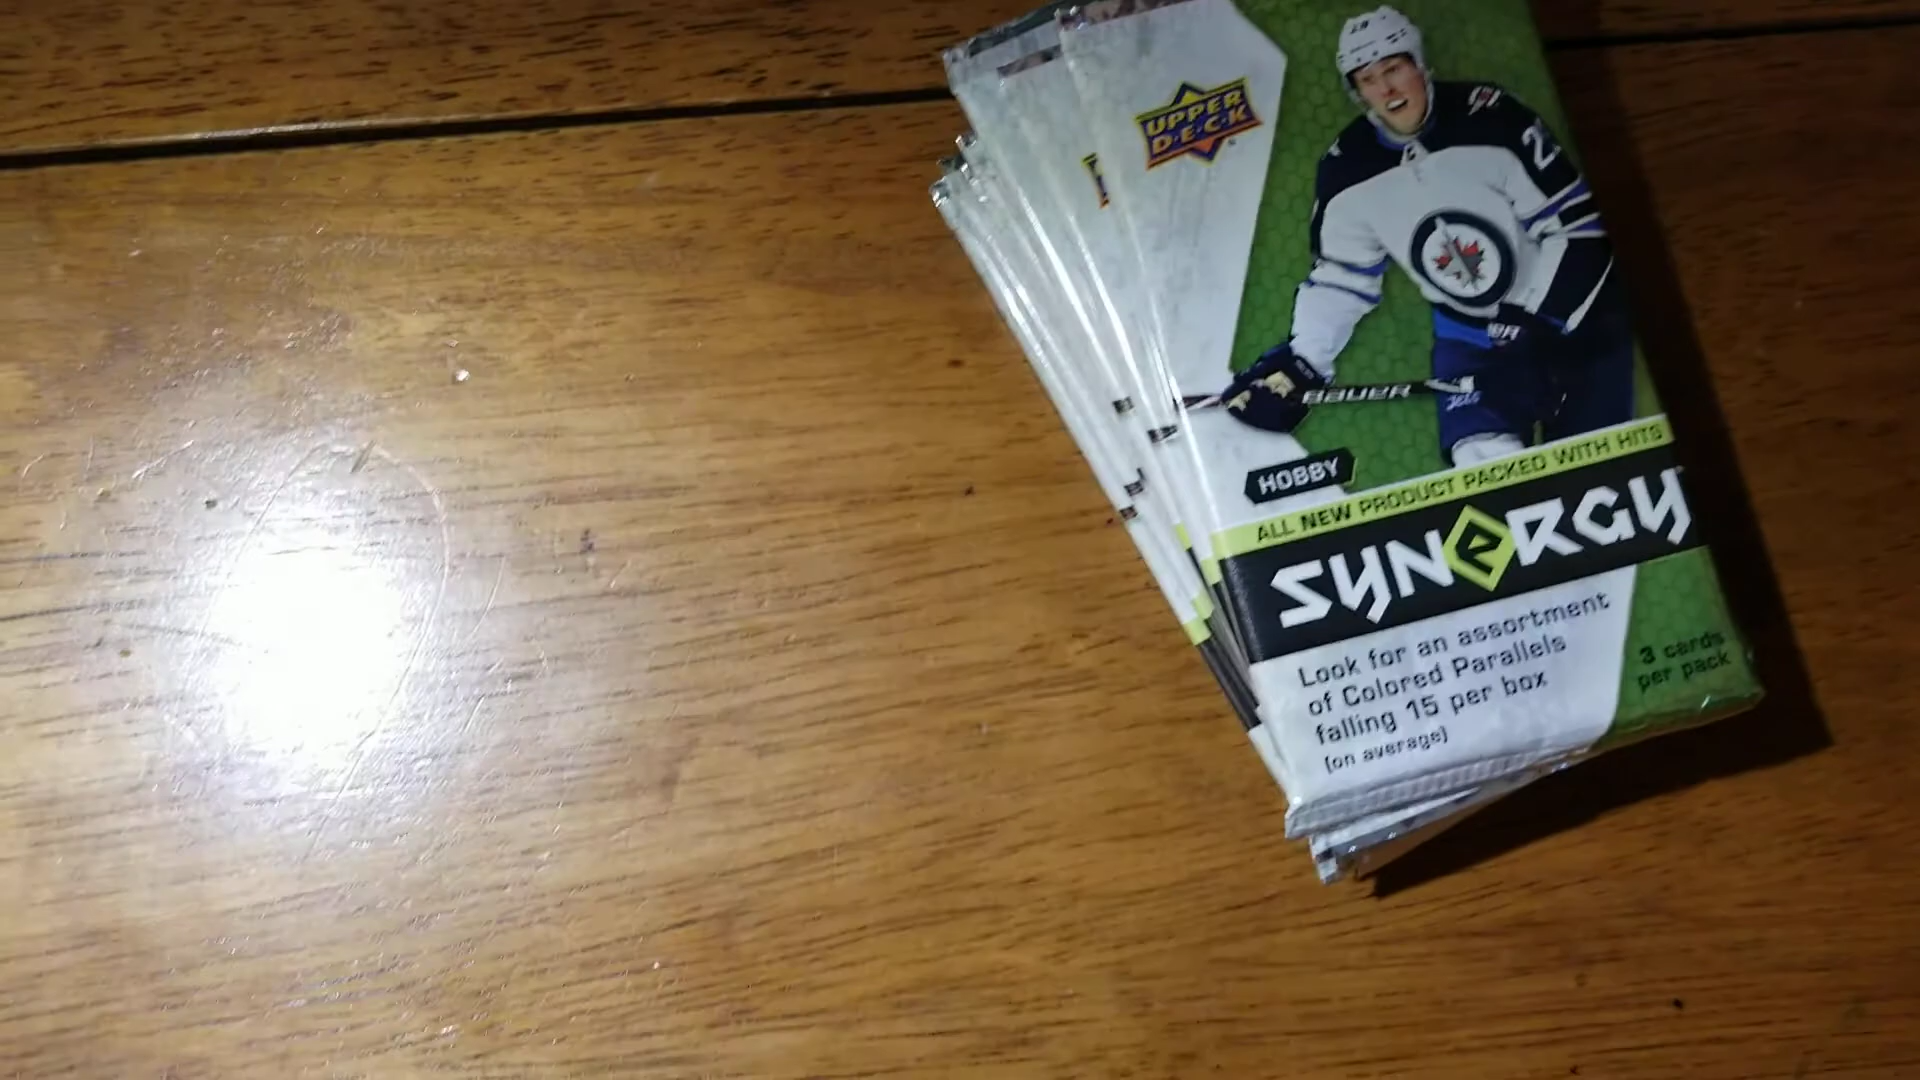 UPPER
D·E·C·K
BAUER
Jets
HOBBY
ALL NEW PRODUCT PACKED WITH HITS
SYNERGY
Look for an assortment
of Colored Parallels
falling 15 per box
(on average)
3 cards
per pack